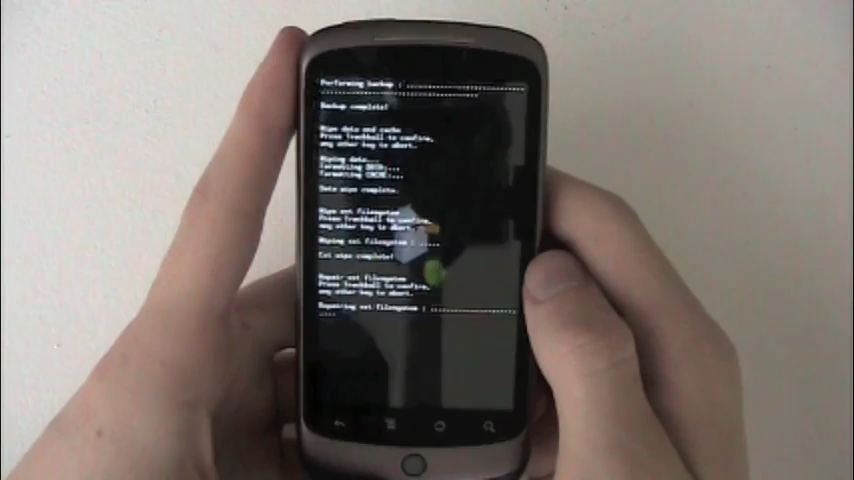 Performing backup : ..............................
........................................
Backup complete!
Wipe data and cache
Press Trackball to confirm,
any other key to abort.
Wiping data...
Formatting DATA:...
Formatting CACHE:...
Data wipe complete.
Wipe ext filesystem
Press Trackball to confirm,
any other key to abort.
Wiping ext filesystem : .....
Ext wipe complete!
Repair ext filesystem
Press Trackball to confirm,
any other key to abort.
Repairing ext filesystem : ......................
....